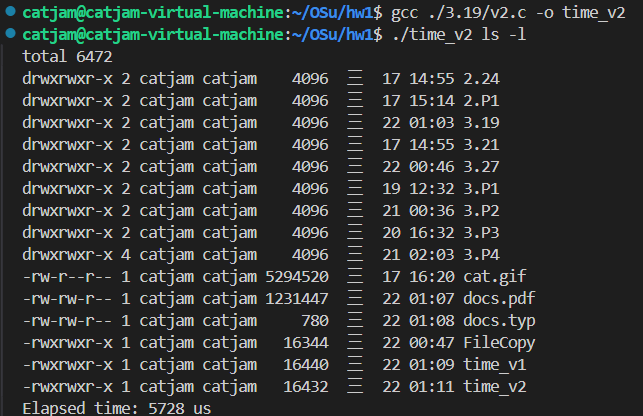 catjam@catjam-virtual-machine:~/OSu/hw1$ gcc ./3.19/v2.c -o time_v2
catjam@catjam-virtual-machine:~/OSu/hw1$ ./time_v2 ls -l
total 6472
drwxrwxr-x 2 catjam catjam    4096  三  17 14:55 2.24
drwxrwxr-x 2 catjam catjam    4096  三  17 15:14 2.P1
drwxrwxr-x 2 catjam catjam    4096  三  22 01:03 3.19
drwxrwxr-x 2 catjam catjam    4096  三  17 14:55 3.21
drwxrwxr-x 2 catjam catjam    4096  三  22 00:46 3.27
drwxrwxr-x 2 catjam catjam    4096  三  19 12:32 3.P1
drwxrwxr-x 2 catjam catjam    4096  三  21 00:36 3.P2
drwxrwxr-x 2 catjam catjam    4096  三  20 16:32 3.P3
drwxrwxr-x 4 catjam catjam    4096  三  21 02:03 3.P4
-rw-r--r-- 1 catjam catjam 5294520  三  17 16:20 cat.gif
-rw-rw-r-- 1 catjam catjam 1231447  三  22 01:07 docs.pdf
-rw-rw-r-- 1 catjam catjam     780  三  22 01:08 docs.typ
-rwxrwxr-x 1 catjam catjam   16344  三  22 00:47 FileCopy
-rwxrwxr-x 1 catjam catjam   16440  三  22 01:09 time_v1
-rwxrwxr-x 1 catjam catjam   16432  三  22 01:11 time_v2
Elapsed time: 5728 us